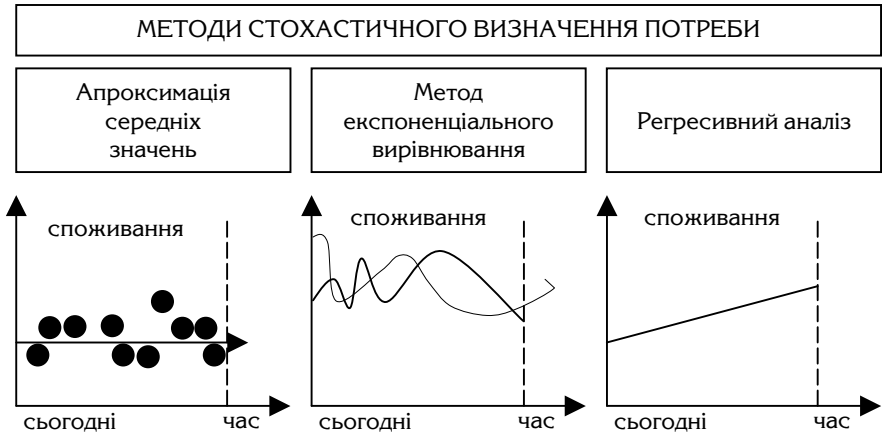 МЕТОДИ СТОХАСТИЧНОГО ВИЗНАЧЕННЯ ПОТРЕБИ
Апроксимація
середніх
значень
Метод
експоненціального
вирівнювання
Регресивний аналіз
споживання
сьогодні
час
споживання
сьогодні
час
споживання
сьогодні
час